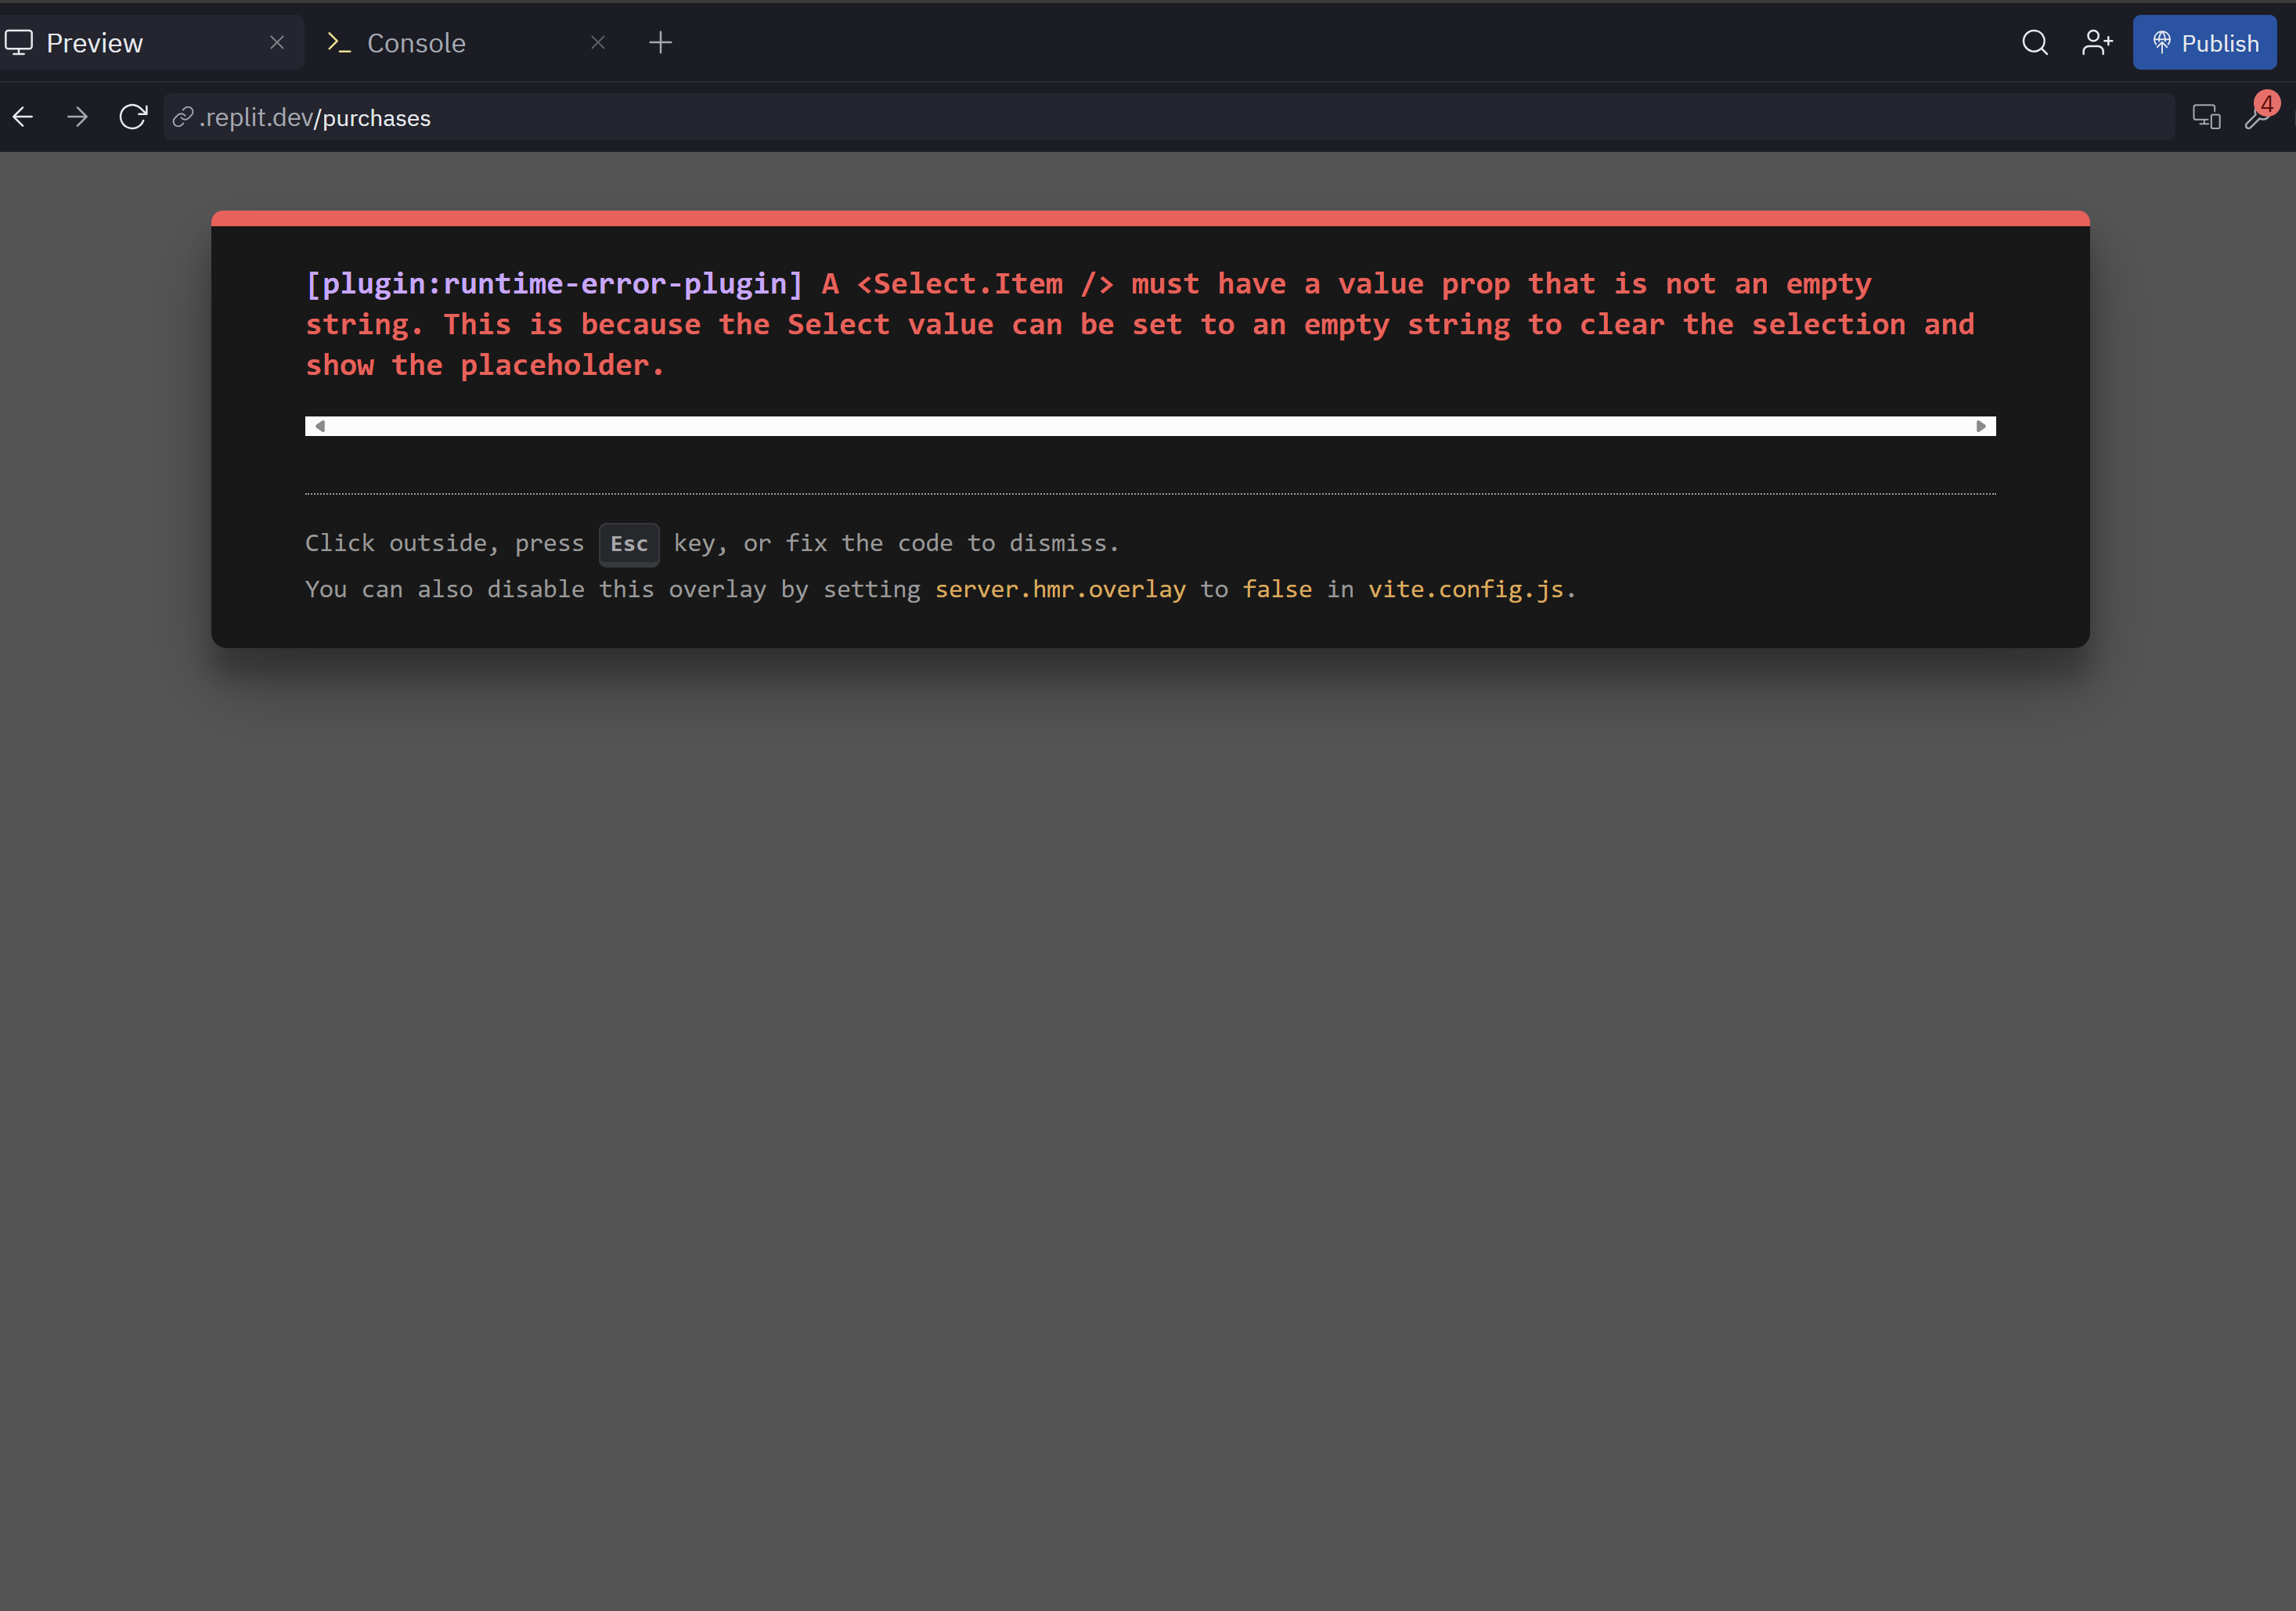 Preview
Console
Publish
.replit.dev/purchases
4
[plugin:runtime-error-plugin] A <Select.Item /> must have a value prop that is not an empty
string. This is because the Select value can be set to an empty string to clear the selection and
show the placeholder.
Click outside, press Esc key, or fix the code to dismiss.
You can also disable this overlay by setting server.hmr.overlay to false in vite.config.js.